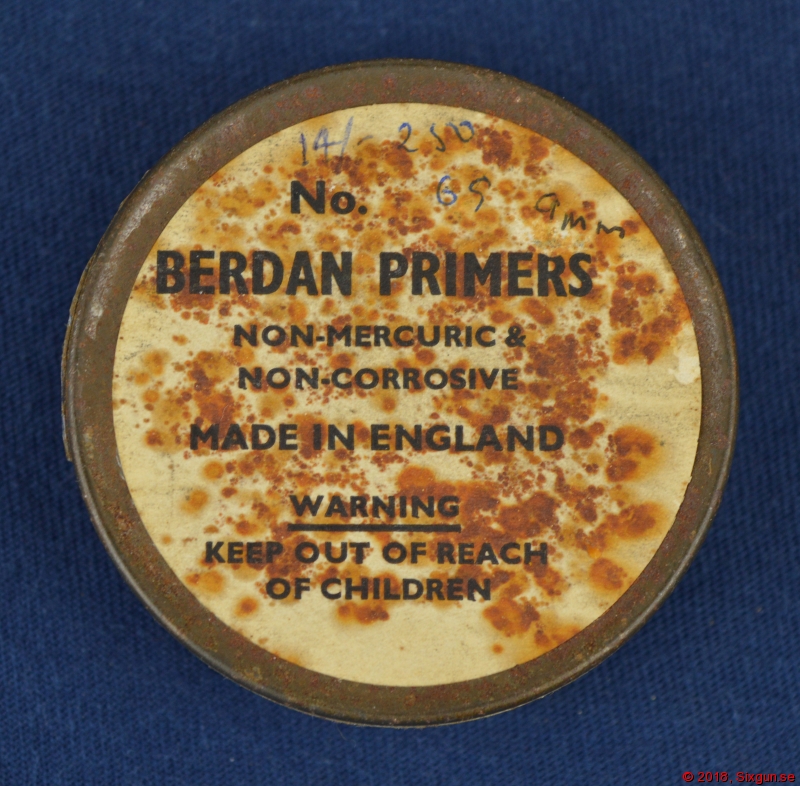 14/- 250
No. 69 9mm
BERDAN PRIMERS
NON-MERCURIC &
NON-CORROSIVE
MADE IN ENGLAND
WARNING
KEEP OUT OF REACH
OF CHILDREN
© 2018, Sixgun.se